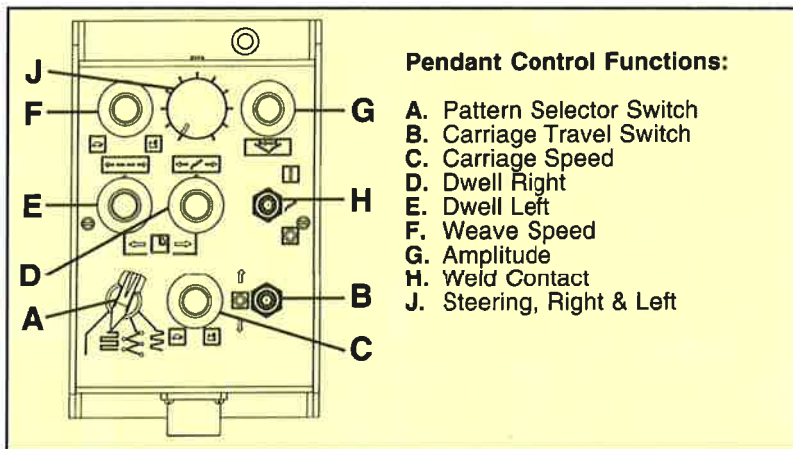 Pendant Control Functions:
J
F
G
A. Pattern Selector Switch
B. Carriage Travel Switch
C. Carriage Speed
D. Dwell Right
E. Dwell Left
F. Weave Speed
G. Amplitude
H. Weld Contact
J. Steering, Right & Left
E
H
D
A
B
C